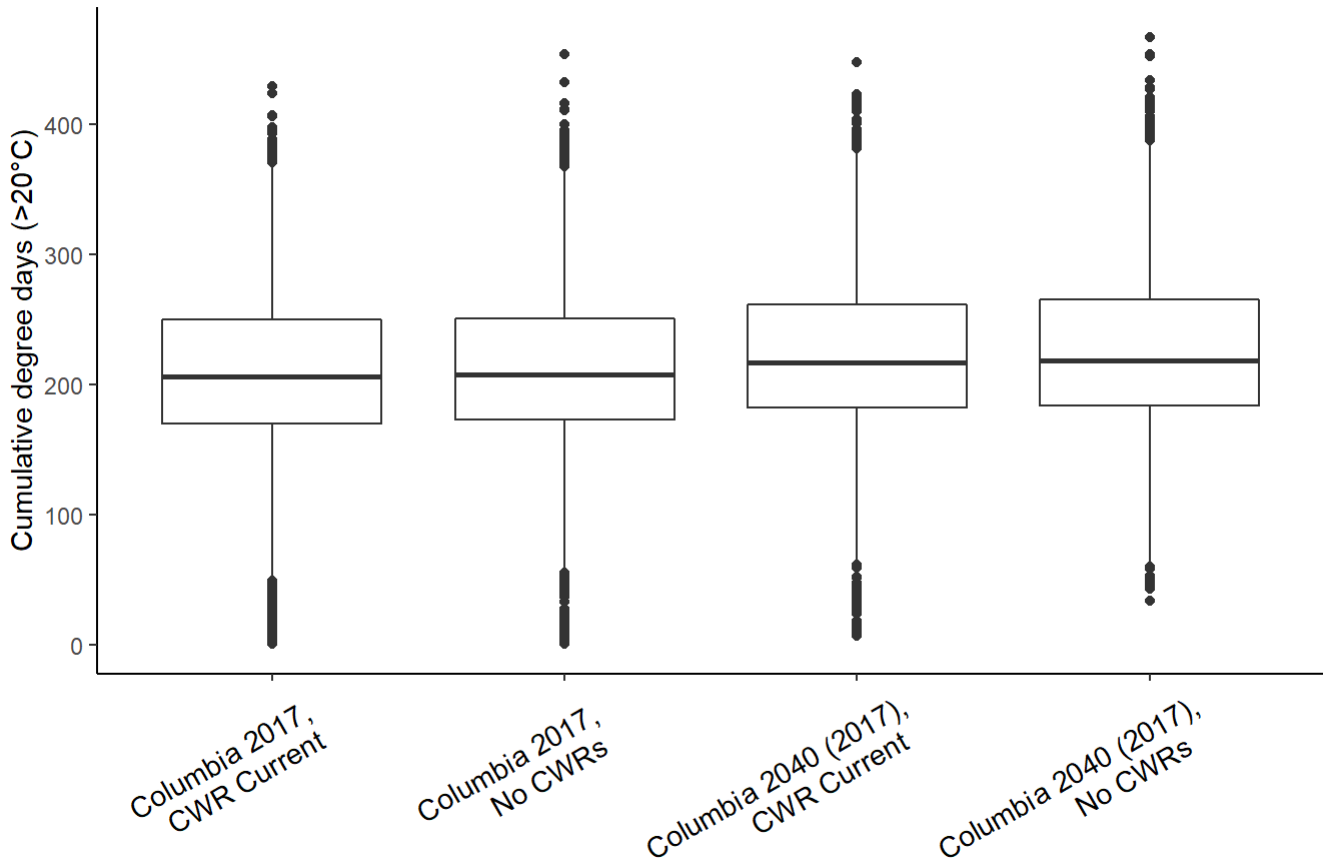 Cumulative degree days (>20°C)
400
300
200
100
0
Columbia 2017,
CWR Current
Columbia 2017,
No CWRs
Columbia 2040 (2017),
CWR Current
Columbia 2040 (2017),
No CWRs